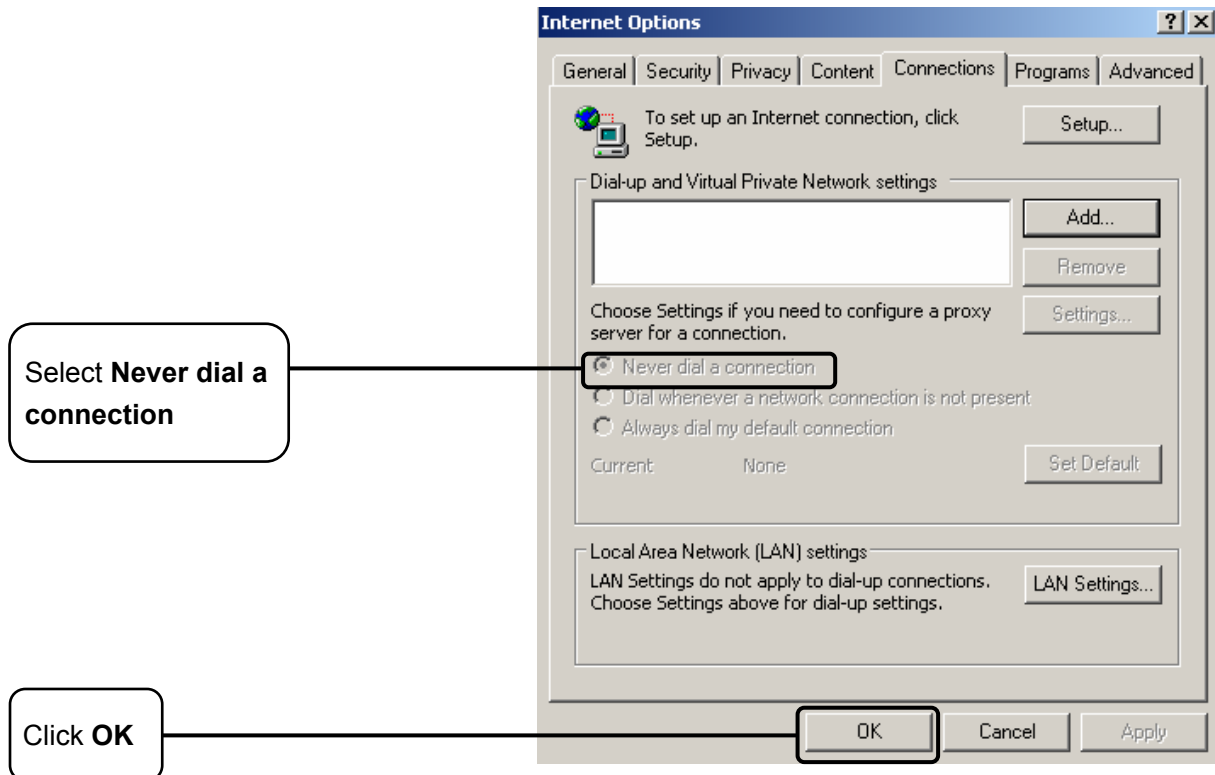 Internet Options
General Security Privacy Content Connections Programs Advanced
To set up an Internet connection, click
Setup.
Setup...
Dial-up and Virtual Private Network settings
Add...
Remove
Choose Settings if you need to configure a proxy
server for a connection.
Settings...
Select Never dial a
connection
Never dial a connection
Dial whenever a network connection is not present
Always dial my default connection
Current None
Set Default
Local Area Network (LAN) settings
LAN Settings do not apply to dial-up connections.
Choose Settings above for dial-up settings.
LAN Settings...
Click OK
OK Cancel Apply